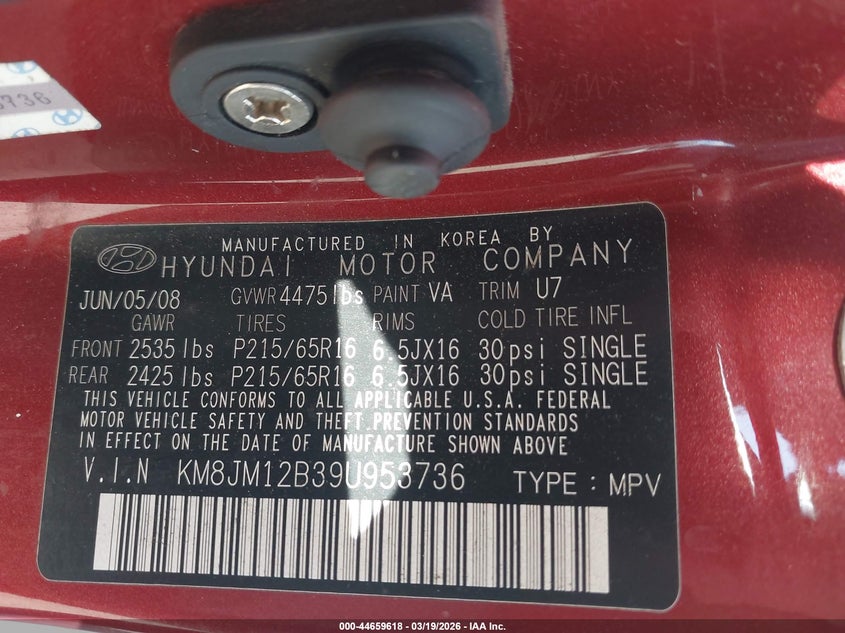 3736
MANUFACTURED IN KOREA BY
HYUNDAI MOTOR COMPANY
JUN/05/08 GVWR 4475 lbs PAINT VA TRIM U7
GAWR TIRES RIMS COLD TIRE INFL
FRONT 2535 lbs P215/65R16 6.5JX16 30psi SINGLE
REAR 2425 lbs P215/65R16 6.5JX16 30psi SINGLE
THIS VEHICLE CONFORMS TO ALL APPLICABLE U.S.A. FEDERAL
MOTOR VEHICLE SAFETY AND THEFT PREVENTION STANDARDS
IN EFFECT ON THE DATE OF MANUFACTURE SHOWN ABOVE
V.I.N KM8JM12B39U953736 TYPE : MPV
000-44659618 - 03/19/2026 - IAA Inc.